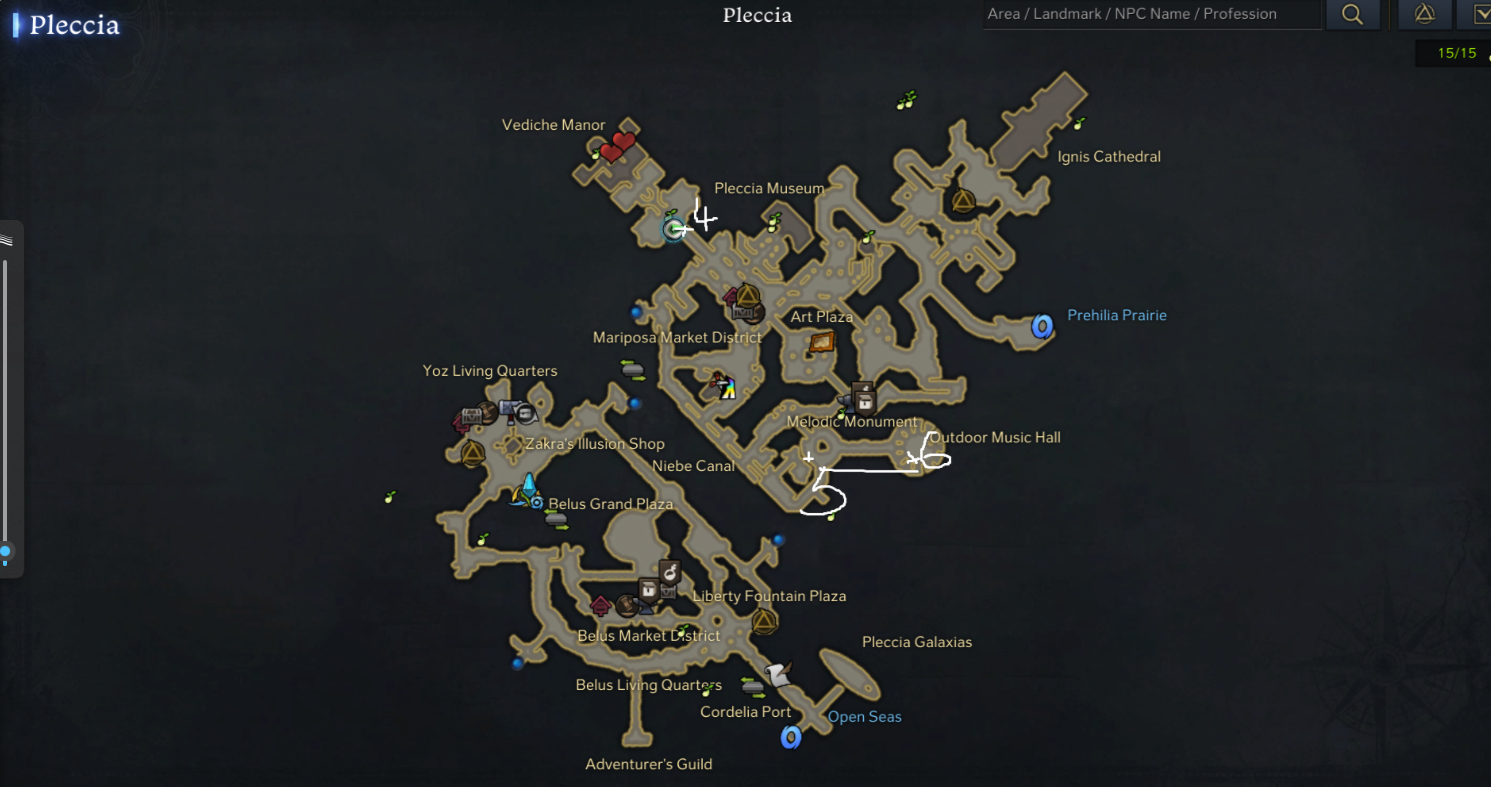 Pleccia
Pleccia
Area / Landmark / NPC Name / Profession
15/15
Vediche Manor
Ignis Cathedral
Pleccia Museum
4
Prehilia Prairie
Art Plaza
Mariposa Market District
Yoz Living Quarters
Melodic Monument
Outdoor Music Hall
Zakra's Illusion Shop
6
Niebe Canal
5
Belus Grand Plaza
Liberty Fountain Plaza
Belus Market District
Pleccia Galaxias
Belus Living Quarters
Cordelia Port
Open Seas
Adventurer's Guild